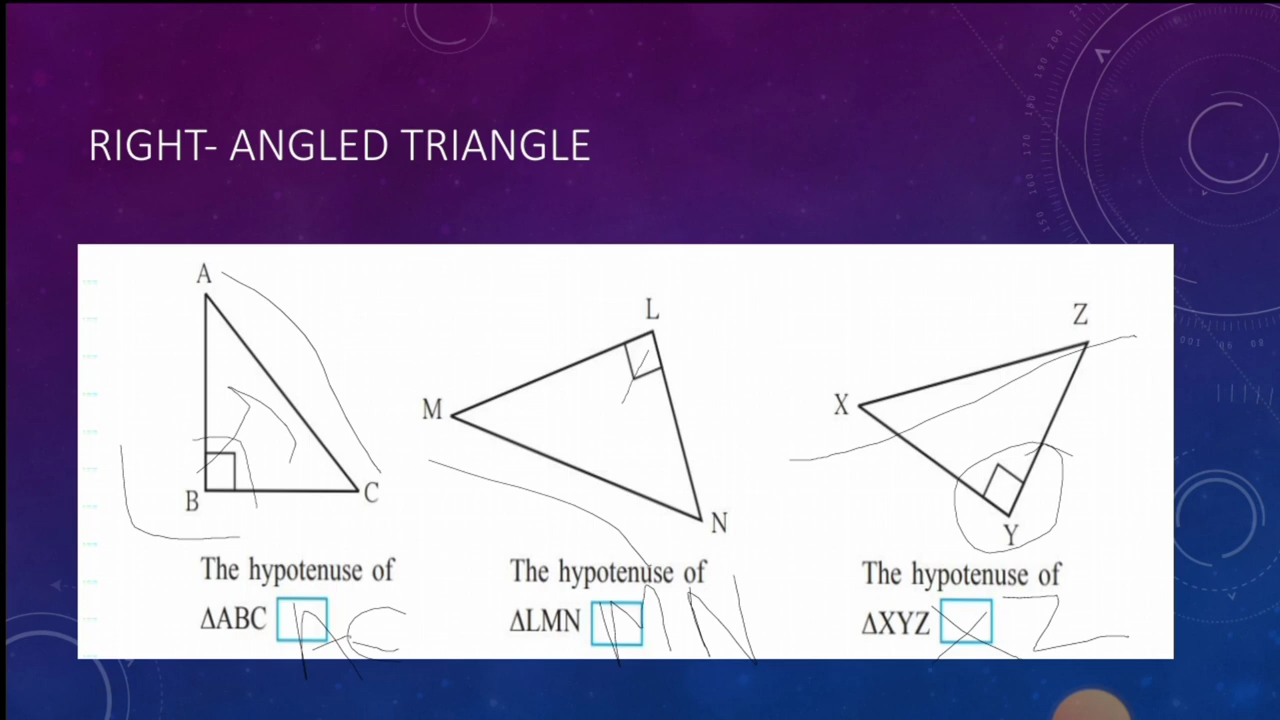 RIGHT- ANGLED TRIANGLE
A
B
C
L
M
N
Z
X
Y
The hypotenuse of
ΔABC AC
The hypotenuse of
ΔLMN MN
The hypotenuse of
ΔXYZ XZ